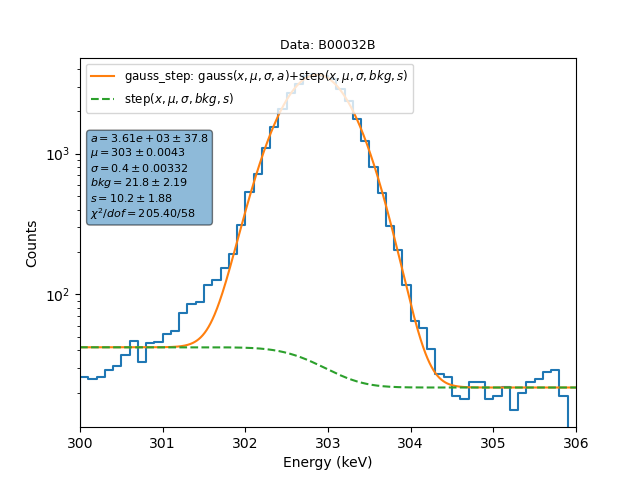 Data: B00032B
gauss_step: gauss(x, μ, σ, a)+step(x, μ, σ, bkg, s)
step(x, μ, σ, bkg, s)
a = 3.61e + 03 ± 37.8
μ = 303 ± 0.0043
σ = 0.4 ± 0.00332
bkg = 21.8 ± 2.19
s = 10.2 ± 1.88
χ²/dof = 205.40/58
10³
10²
Counts
300 301 302 303 304 305 306
Energy (keV)